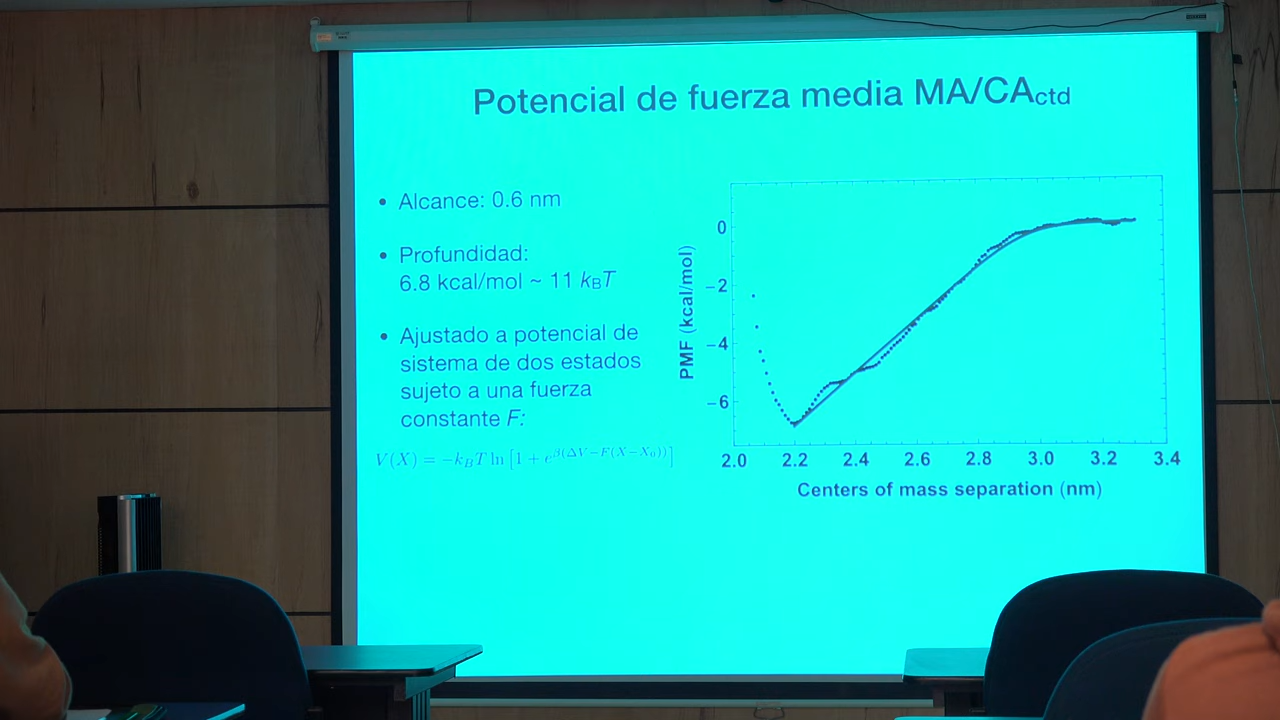 Potencial de fuerza media MA/CActd
• Alcance: 0.6 nm
• Profundidad:
6.8 kcal/mol ~ 11 kBT
• Ajustado a potencial de
sistema de dos estados
sujeto a una fuerza
constante F:
V(X) = −kBT ln [1 + e^β(ΔV−F(X−X0))]
PMF (kcal/mol)
0
−2
−4
−6
2.0 2.2 2.4 2.6 2.8 3.0 3.2 3.4
Centers of mass separation (nm)